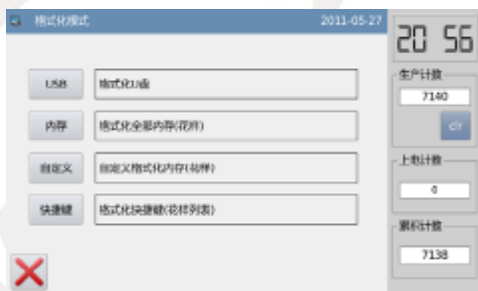 格式化模式 2011-05-27
20 56
USB 格式化U盘
内存 格式化全部内存(花样)
自定义 自定义格式化内存(花样)
快捷键 格式化快捷键(花样列表)
生产计数
7140
clr
上电计数
0
累积计数
7138